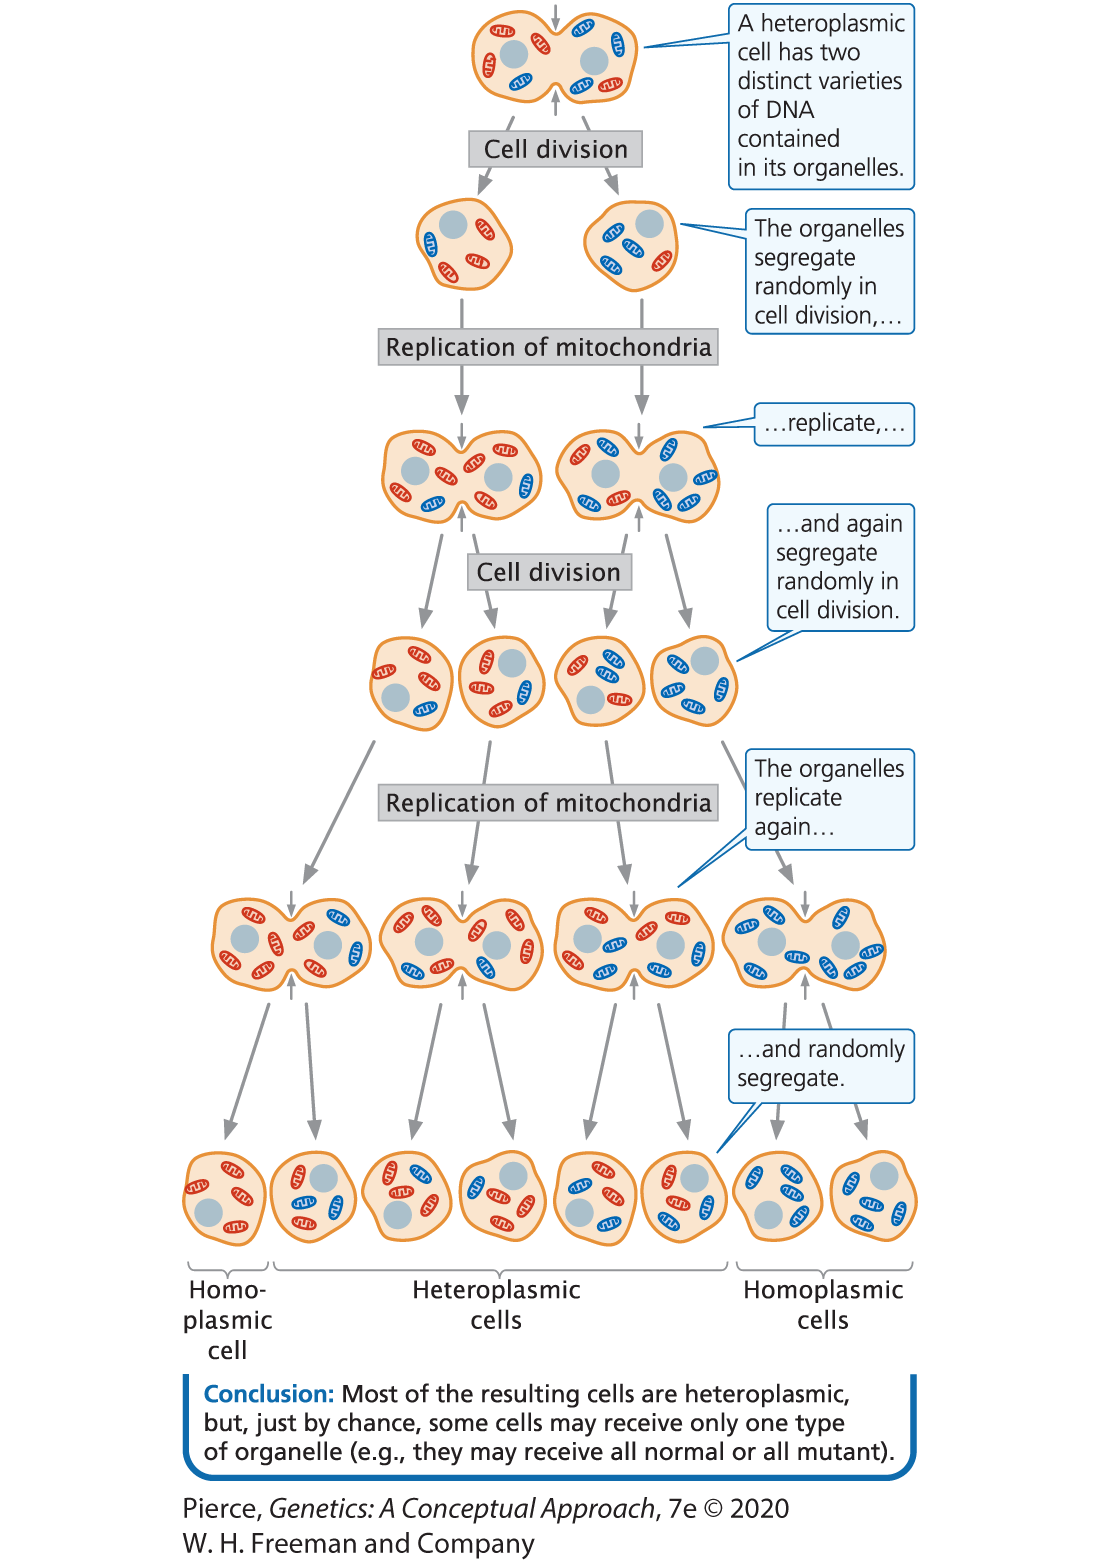 A heteroplasmic
cell has two
distinct varieties
of DNA
contained
in its organelles.
Cell division
The organelles
segregate
randomly in
cell division,…
Replication of mitochondria
…replicate,…
…and again
segregate
randomly in
cell division.
Cell division
The organelles
replicate
again…
Replication of mitochondria
…and randomly
segregate.
Homo-
plasmic
cell
Heteroplasmic
cells
Homoplasmic
cells
Conclusion: Most of the resulting cells are heteroplasmic,
but, just by chance, some cells may receive only one type
of organelle (e.g., they may receive all normal or all mutant).
Pierce, Genetics: A Conceptual Approach, 7e © 2020
W. H. Freeman and Company